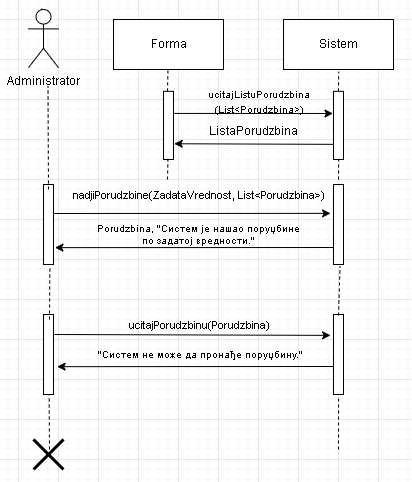 Forma
Sistem
Administrator
ucitajListuPorudzbina
(List<Porudzbina>)
ListaPorudzbina
nadjiPorudzbine(ZadataVrednost, List<Porudzbina>)
Porudzbina, "Систем је нашао поруџбине
по задатој вредности."
ucitajPorudzbinu(Porudzbina)
"Систем не може да пронађе поруџбину."